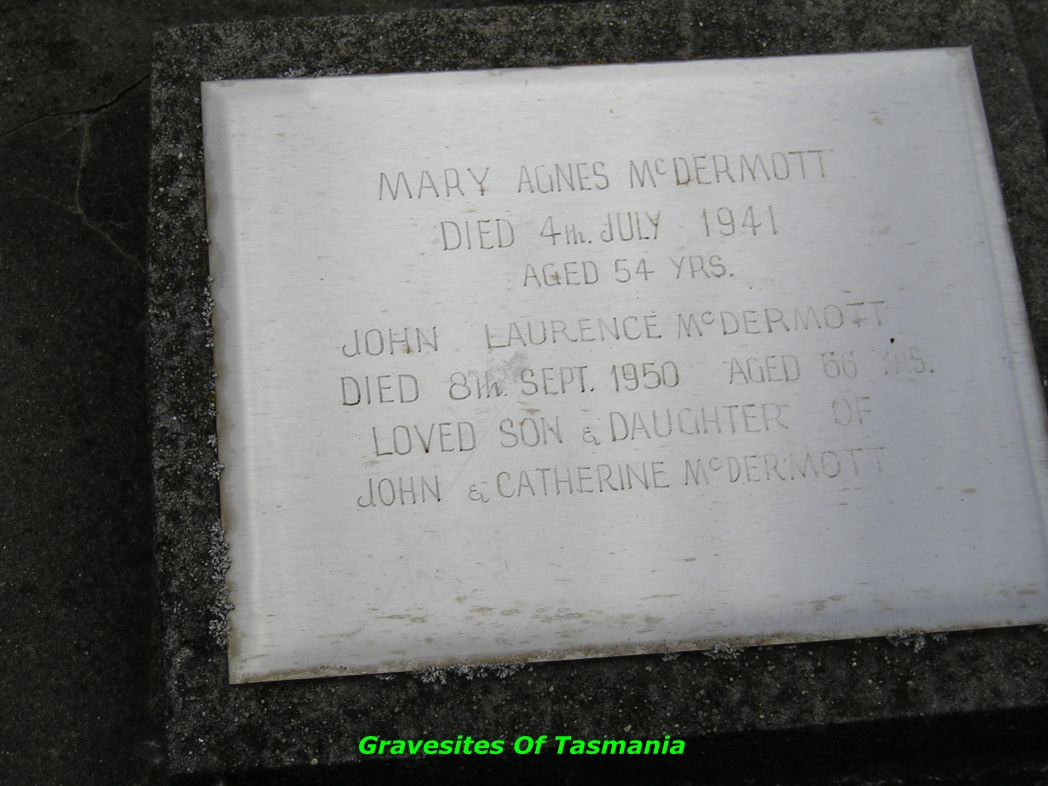 MARY AGNES McDERMOTT
DIED 4th. JULY 1941
AGED 54 YRS.
JOHN LAURENCE McDERMOTT
DIED 8th. SEPT. 1950 AGED 66 YRS.
LOVED SON & DAUGHTER OF
JOHN & CATHERINE McDERMOTT
Gravesites Of Tasmania